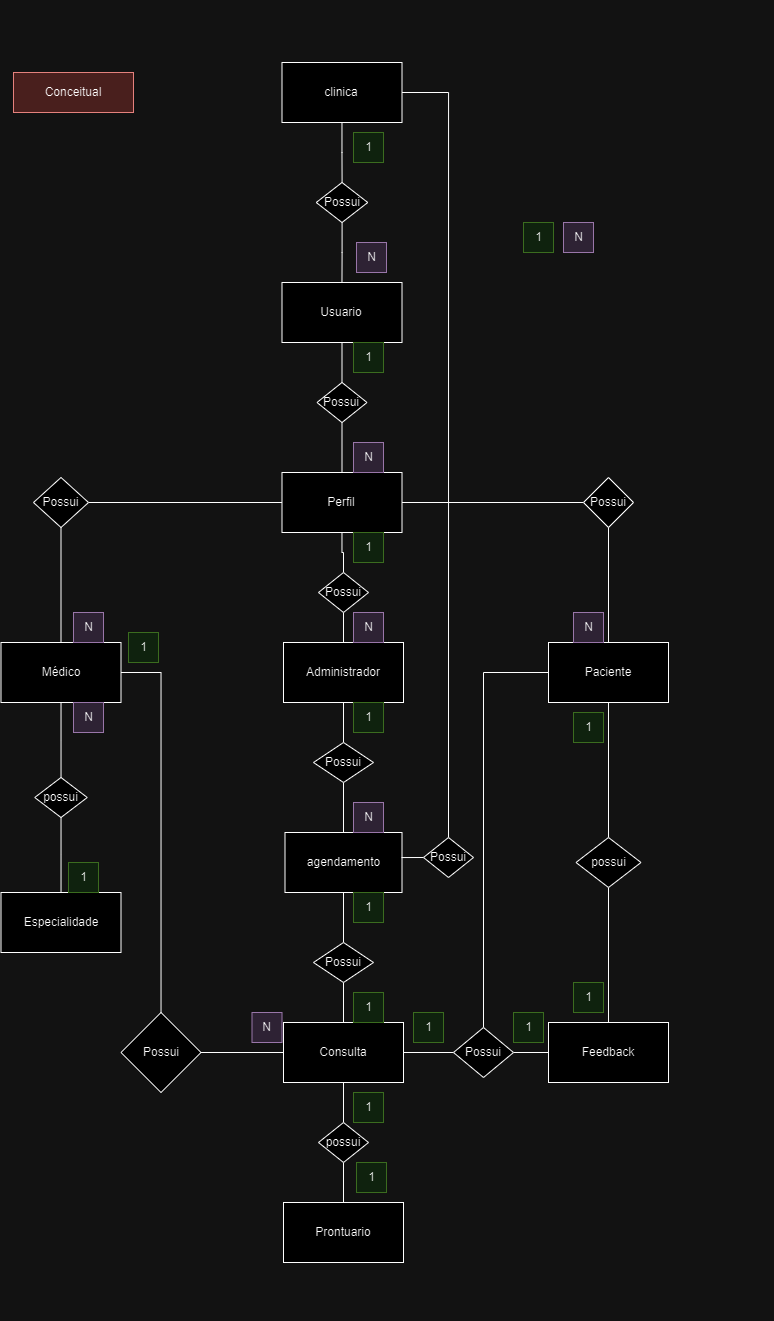 clinica
Conceitual
1
Possui
1
N
N
Usuario
1
Possui
N
Possui
Perfil
Possui
1
Possui
N
N
N
1
Médico
Administrador
Paciente
N
1
1
Possui
possui
N
agendamento
Possui
possui
1
1
Especialidade
Possui
1
1
N
1
1
Possui
Consulta
Possui
Feedback
1
possui
1
Prontuario